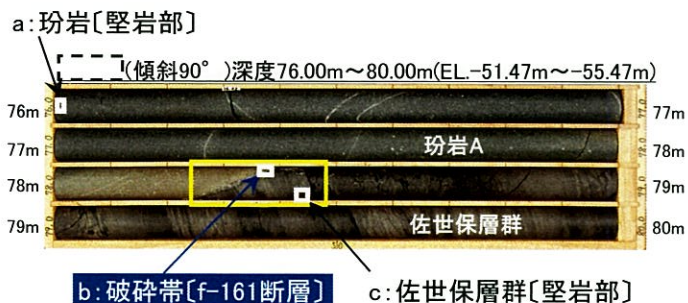 a:玢岩〔堅岩部〕
(傾斜90°)深度76.00m~80.00m(EL.-51.47m~-55.47m)
76m 77m
77m 玢岩A 78m
78m 79m
79m 佐世保層群 80m
b:破砕帯〔f-161断層〕 c:佐世保層群〔堅岩部〕